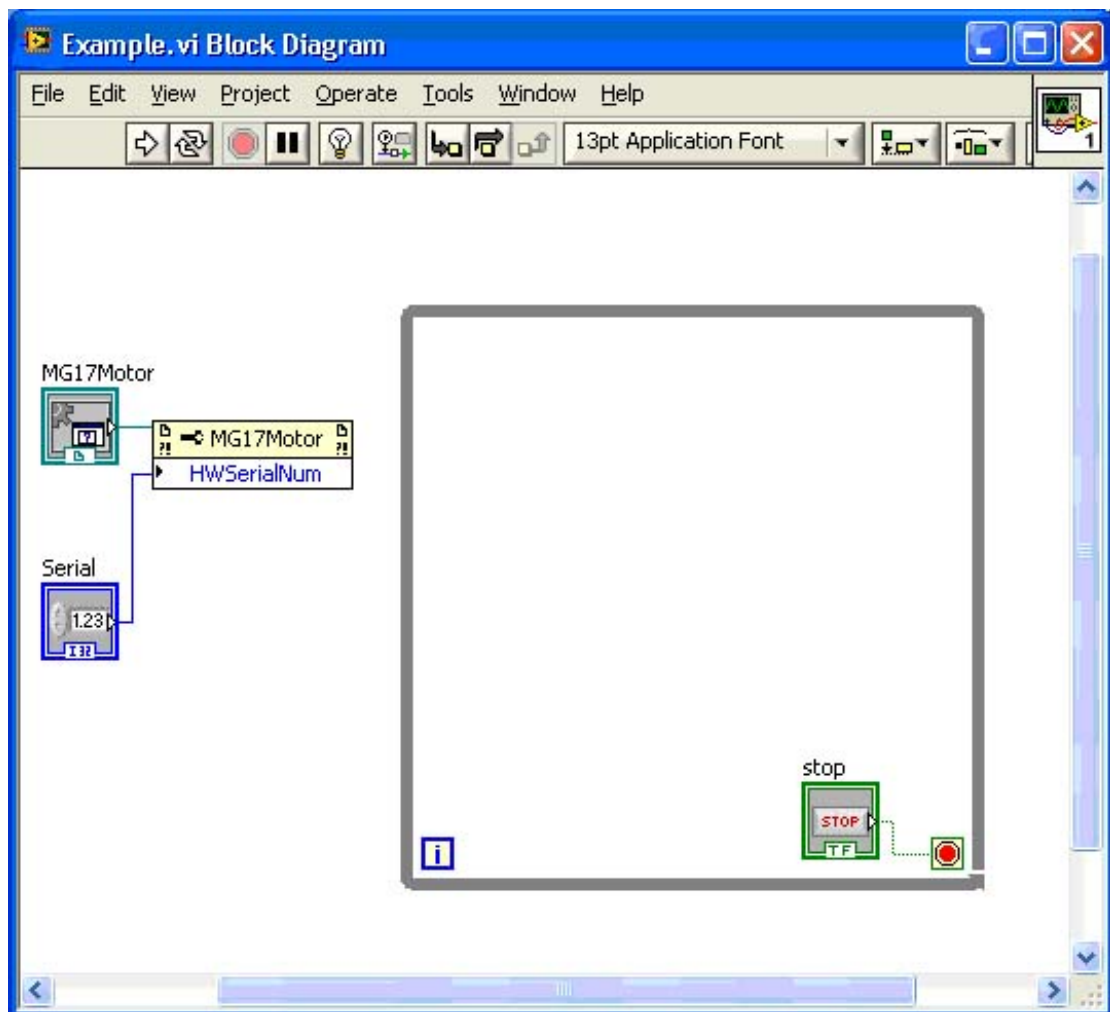 Example.vi Block Diagram
File Edit View Project Operate Tools Window Help
13pt Application Font
1
MG17Motor
?
?! MG17Motor ?!
HWSerialNum
Serial
1.23
I32
stop
STOP
TF
i